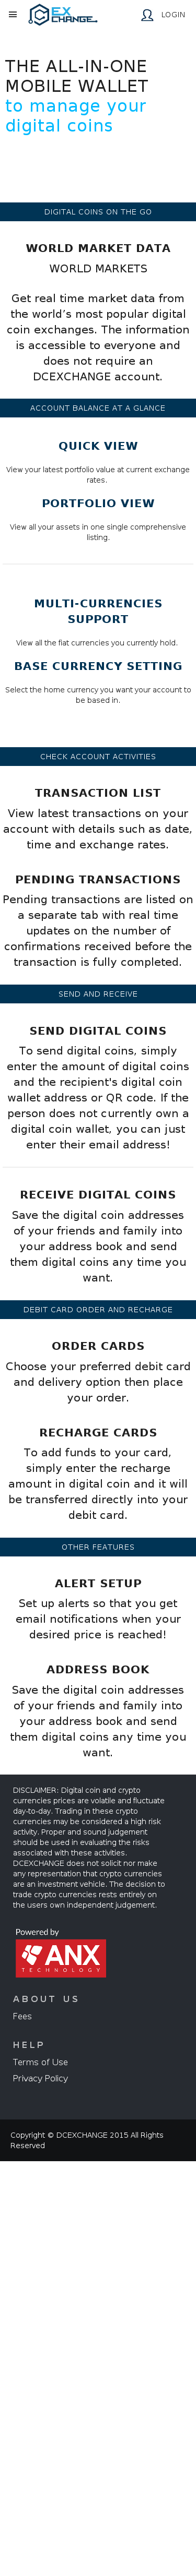 EX
CHANGE
LOGIN
THE ALL-IN-ONE
MOBILE WALLET
to manage your
digital coins
DIGITAL COINS ON THE GO
WORLD MARKET DATA
WORLD MARKETS
Get real time market data from
the world's most popular digital
coin exchanges. The information
is accessible to everyone and
does not require an
DCEXCHANGE account.
ACCOUNT BALANCE AT A GLANCE
QUICK VIEW
View your latest portfolio value at current exchange
rates.
PORTFOLIO VIEW
View all your assets in one single comprehensive
listing.
MULTI-CURRENCIES
SUPPORT
View all the fiat currencies you currently hold.
BASE CURRENCY SETTING
Select the home currency you want your account to
be based in.
CHECK ACCOUNT ACTIVITIES
TRANSACTION LIST
View latest transactions on your
account with details such as date,
time and exchange rates.
PENDING TRANSACTIONS
Pending transactions are listed on
a separate tab with real time
updates on the number of
confirmations received before the
transaction is fully completed.
SEND AND RECEIVE
SEND DIGITAL COINS
To send digital coins, simply
enter the amount of digital coins
and the recipient's digital coin
wallet address or QR code. If the
person does not currently own a
digital coin wallet, you can just
enter their email address!
RECEIVE DIGITAL COINS
Save the digital coin addresses
of your friends and family into
your address book and send
them digital coins any time you
want.
DEBIT CARD ORDER AND RECHARGE
ORDER CARDS
Choose your preferred debit card
and delivery option then place
your order.
RECHARGE CARDS
To add funds to your card,
simply enter the recharge
amount in digital coin and it will
be transferred directly into your
debit card.
OTHER FEATURES
ALERT SETUP
Set up alerts so that you get
email notifications when your
desired price is reached!
ADDRESS BOOK
Save the digital coin addresses
of your friends and family into
your address book and send
them digital coins any time you
want.
DISCLAIMER: Digital coin and crypto
currencies prices are volatile and fluctuate
day-to-day. Trading in these crypto
currencies may be considered a high risk
activity. Proper and sound judgement
should be used in evaluating the risks
associated with these activities.
DCEXCHANGE does not solicit nor make
any representation that crypto currencies
are an investment vehicle. The decision to
trade crypto currencies rests entirely on
the users own independent judgement.
Powered by
ANX
TECHNOLOGY
ABOUT US
Fees
HELP
Terms of Use
Privacy Policy
Copyright © DCEXCHANGE 2015 All Rights
Reserved